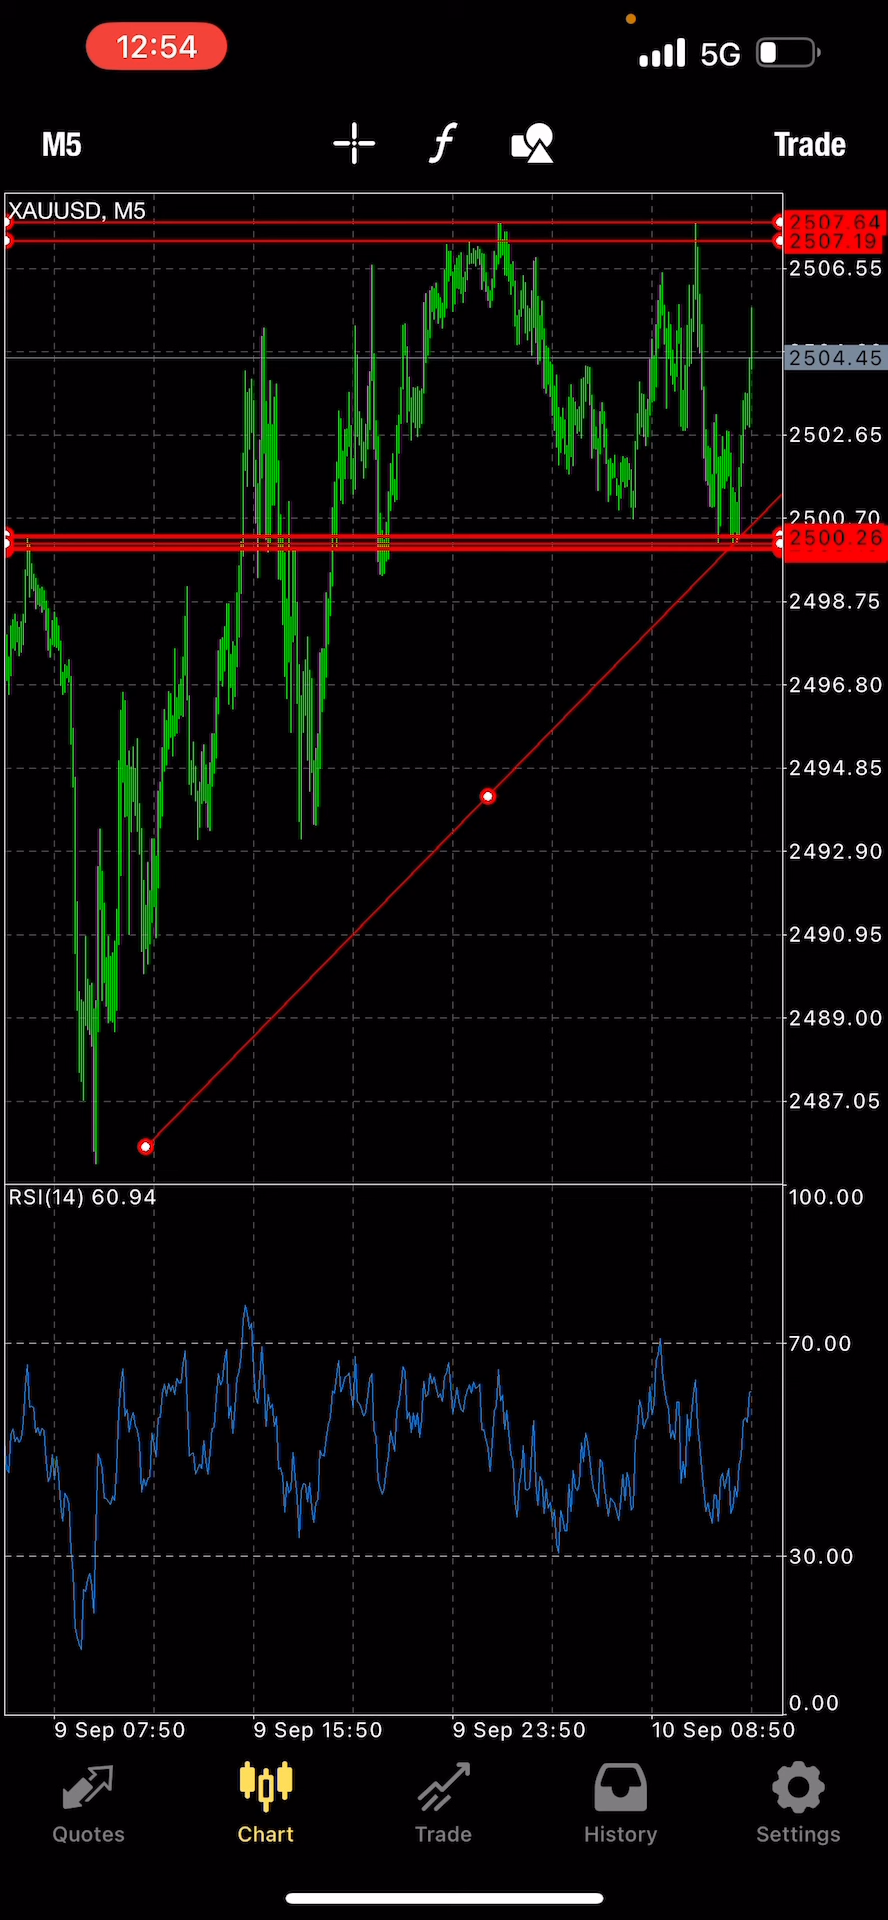 12:54
5G
M5
f
Trade
XAUUSD, M5
2507.64
2507.19
2506.55
2504.45
2502.65
2500.70
2500.26
2498.75
2496.80
2494.85
2492.90
2490.95
2489.00
2487.05
RSI(14) 60.94
100.00
70.00
30.00
0.00
9 Sep 07:50
9 Sep 15:50
9 Sep 23:50
10 Sep 08:50
Quotes
Chart
Trade
History
Settings